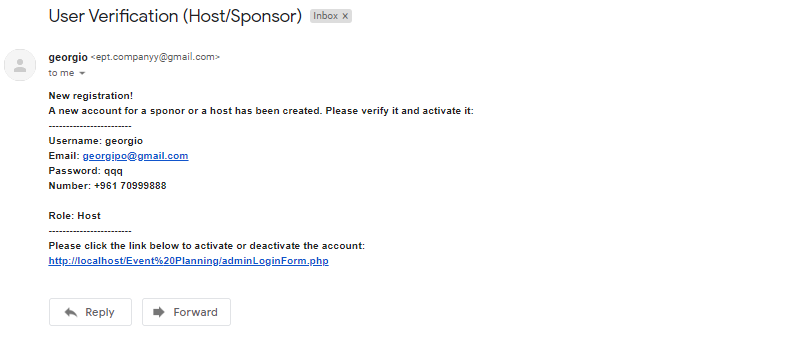 User Verification (Host/Sponsor) Inbox X
georgio <ept.companyy@gmail.com>
to me
New registration!
A new account for a sponor or a host has been created. Please verify it and activate it:
------------------------
Username: georgio
Email: georgipo@gmail.com
Password: qqq
Number: +961 70999888
Role: Host
------------------------
Please click the link below to activate or deactivate the account:
http://localhost/Event%20Planning/adminLoginForm.php
Reply Forward